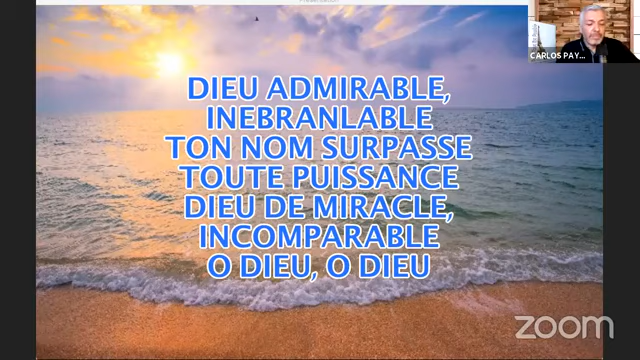 DIEU ADMIRABLE,
INEBRANLABLE
TON NOM SURPASSE
TOUTE PUISSANCE
DIEU DE MIRACLE,
INCOMPARABLE
O DIEU, O DIEU
CARLOS PAY...
zoom